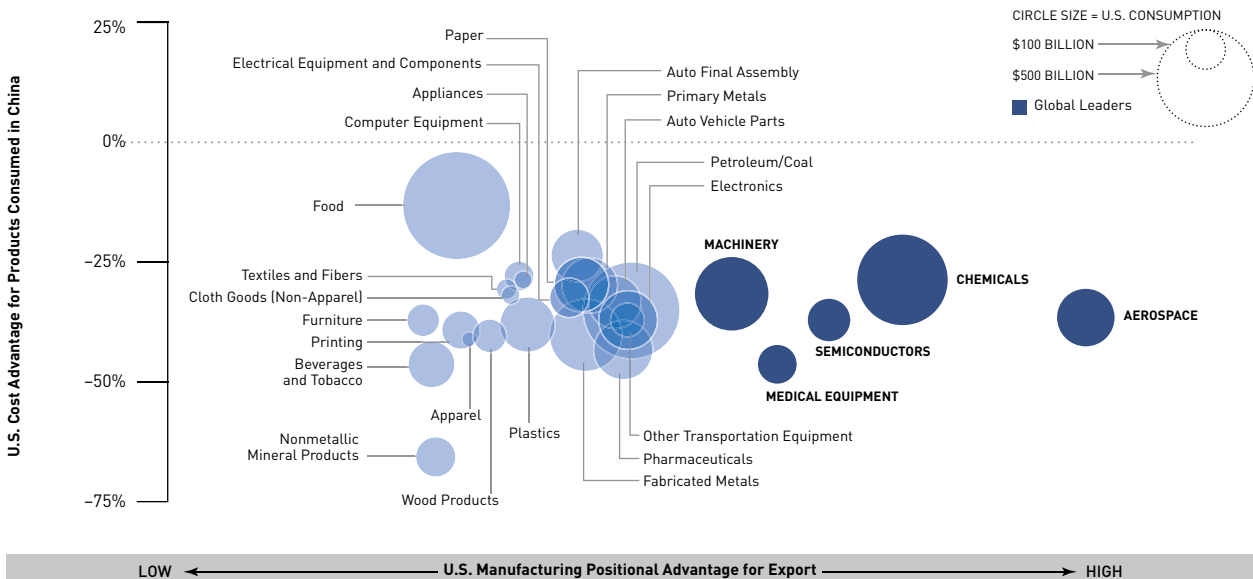 25%
0%
−25%
−50%
−75%
U.S. Cost Advantage for Products Consumed in China
CIRCLE SIZE = U.S. CONSUMPTION
$100 BILLION
$500 BILLION
Global Leaders
Paper
Electrical Equipment and Components
Appliances
Computer Equipment
Auto Final Assembly
Primary Metals
Auto Vehicle Parts
Petroleum/Coal
Electronics
Food
Textiles and Fibers
Cloth Goods (Non-Apparel)
Furniture
Printing
Beverages
and Tobacco
Apparel
Plastics
Nonmetallic
Mineral Products
Wood Products
Other Transportation Equipment
Pharmaceuticals
Fabricated Metals
MACHINERY
CHEMICALS
AEROSPACE
SEMICONDUCTORS
MEDICAL EQUIPMENT
LOW U.S. Manufacturing Positional Advantage for Export HIGH